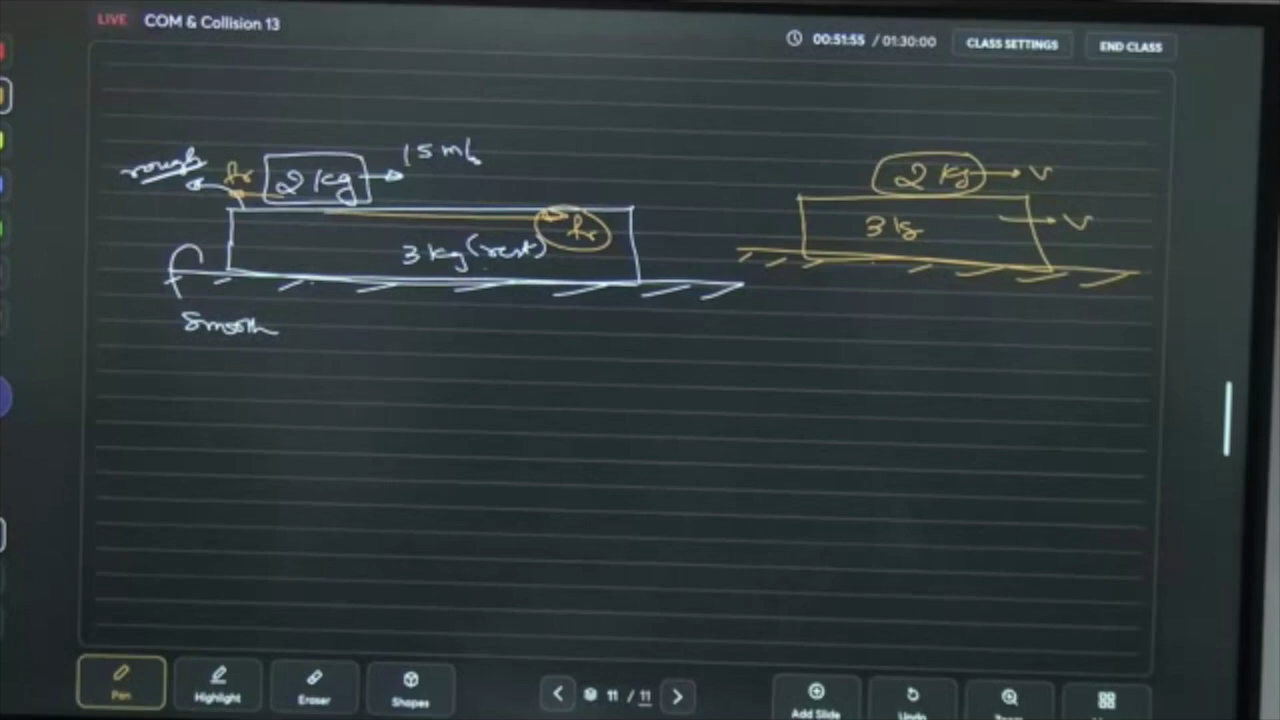 LIVE COM & Collision 13
00:51:55 / 01:30:00 CLASS SETTINGS END CLASS
rough fr 2 kg 15 m/s
3 kg (rest) fr
Smooth
2 kg v
3 kg v
Pen Highlight Eraser Shapes 11 / 11 Add Slide Undo